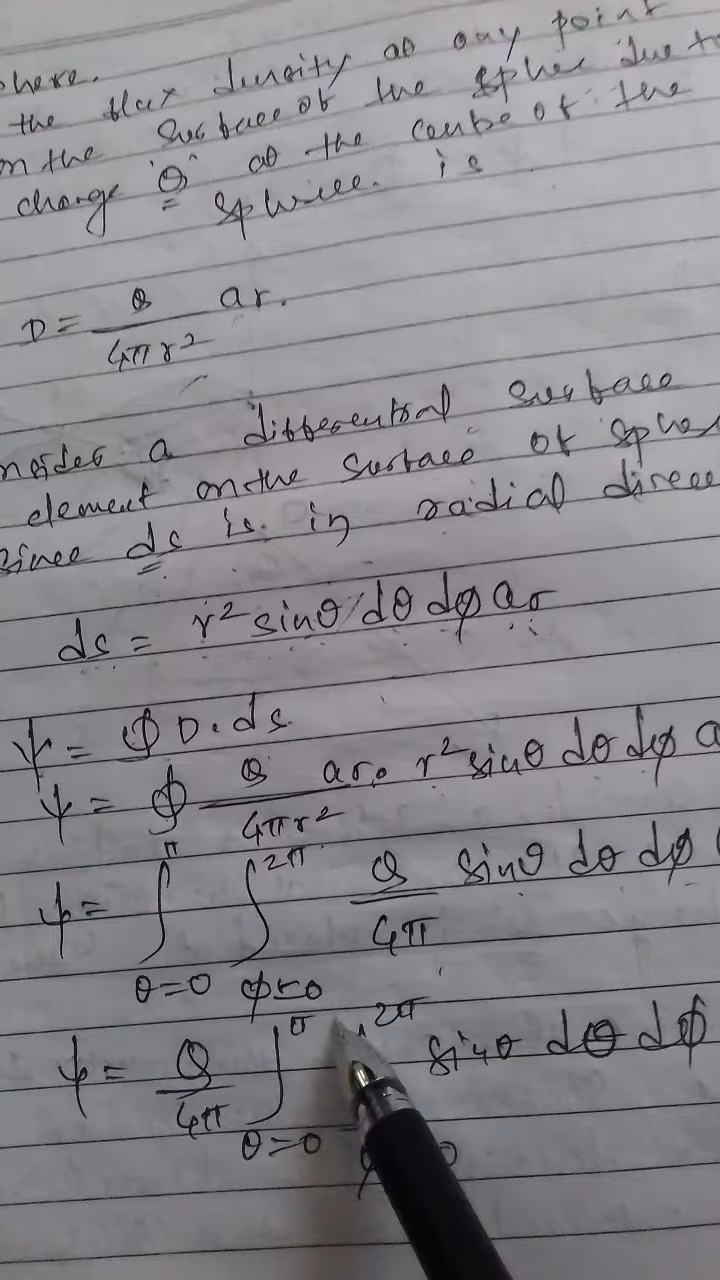 here.
the flux density at any point
on the surface of the sphere due to
charge 'Q' at the centre of the
sphere. is
D = Q/4πr² ar.
a differential surface
element on the surface of sphe
since ds is in radial direc
ds = r² sinθ dθ dφ ar
ψ = ∮ D . ds
ψ = ∮ Q/4πr² ar . r² sinθ dθ dφ a
ψ = ∫_{θ=0}^{π} ∫_{φ=0}^{2π} Q/4π sinθ dθ dφ
ψ = Q/4π ∫_{θ=0}^{π} 2π sinθ dθ dφ